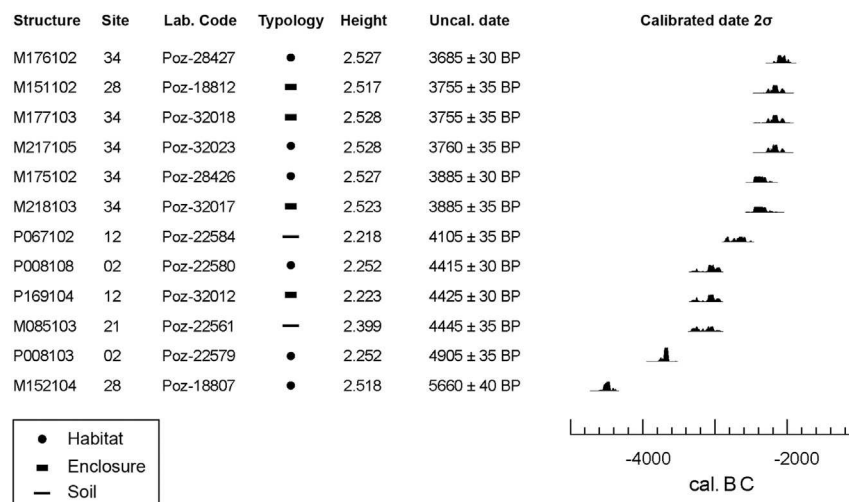 Structure Site Lab. Code Typology Height Uncal. date Calibrated date 2σ
M176102 34 Poz-28427 2.527 3685 ± 30 BP
M151102 28 Poz-18812 2.517 3755 ± 35 BP
M177103 34 Poz-32018 2.528 3755 ± 35 BP
M217105 34 Poz-32023 2.528 3760 ± 35 BP
M175102 34 Poz-28426 2.527 3885 ± 30 BP
M218103 34 Poz-32017 2.523 3885 ± 35 BP
P067102 12 Poz-22584 2.218 4105 ± 35 BP
P008108 02 Poz-22580 2.252 4415 ± 30 BP
P169104 12 Poz-32012 2.223 4425 ± 30 BP
M085103 21 Poz-22561 2.399 4445 ± 35 BP
P008103 02 Poz-22579 2.252 4905 ± 35 BP
M152104 28 Poz-18807 2.518 5660 ± 40 BP
Habitat
Enclosure
Soil
-4000 -2000
cal. B C